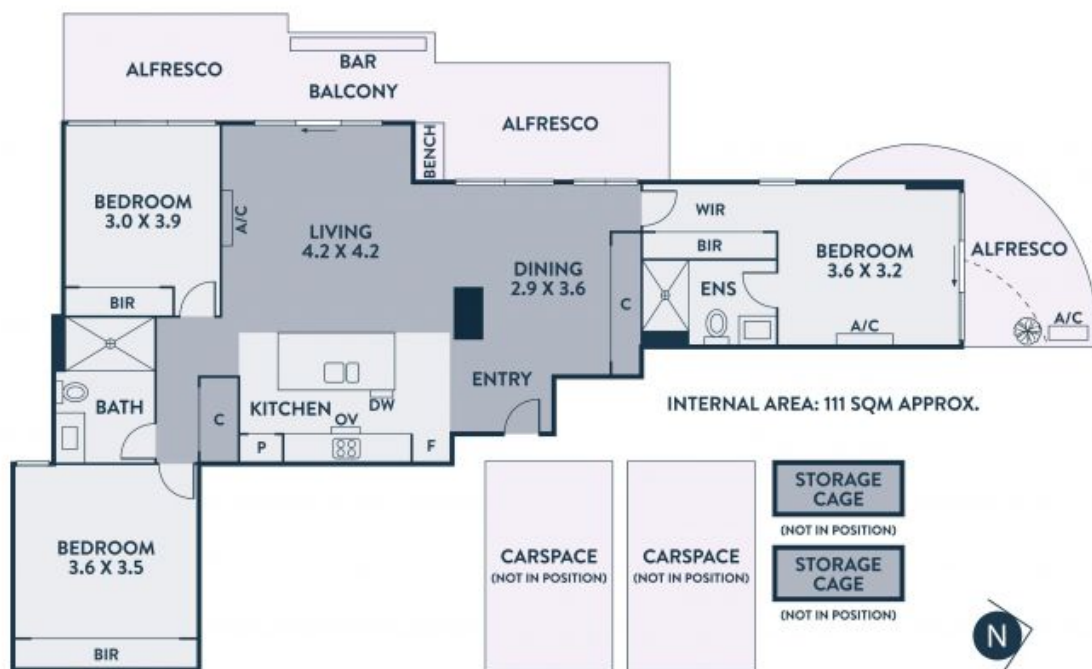 ALFRESCO
BAR
BALCONY
ALFRESCO
BENCH
BEDROOM
3.0 X 3.9
A/C
LIVING
4.2 X 4.2
DINING
2.9 X 3.6
WIR
BIR
BEDROOM
3.6 X 3.2
ALFRESCO
A/C
BIR
C
ENS
A/C
BATH
C
KITCHEN
DW
OV
P
F
ENTRY
INTERNAL AREA: 111 SQM APPROX.
BEDROOM
3.6 X 3.5
BIR
CARSPACE
(NOT IN POSITION)
CARSPACE
(NOT IN POSITION)
STORAGE
CAGE
(NOT IN POSITION)
STORAGE
CAGE
(NOT IN POSITION)
N